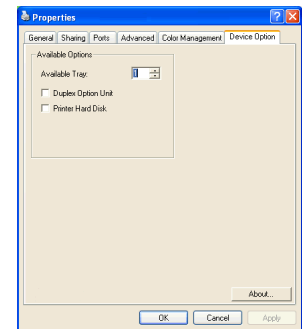 Properties
General Sharing Ports Advanced Color Management Device Option
Available Options
Available Tray: 1
Duplex Option Unit
Printer Hard Disk
About...
OK Cancel Apply